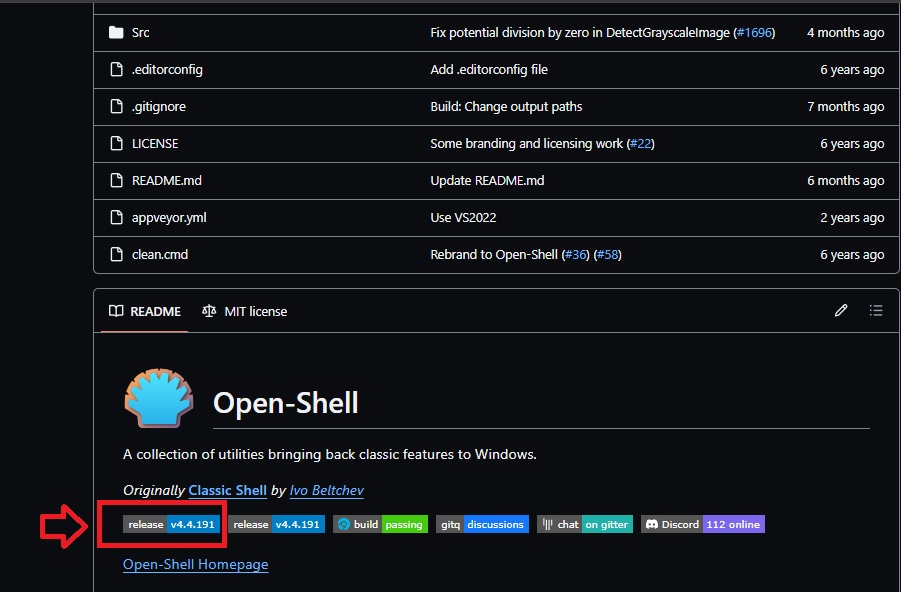 Src Fix potential division by zero in DetectGrayscaleImage (#1696) 4 months ago
.editorconfig Add .editorconfig file 6 years ago
.gitignore Build: Change output paths 7 months ago
LICENSE Some branding and licensing work (#22) 6 years ago
README.md Update README.md 6 months ago
appveyor.yml Use VS2022 2 years ago
clean.cmd Rebrand to Open-Shell (#36) (#58) 6 years ago
README MIT license
Open-Shell
A collection of utilities bringing back classic features to Windows.
Originally Classic Shell by Ivo Beltchev
release v4.4.191 release v4.4.191 build passing gitq discussions chat on gitter Discord 112 online
Open-Shell Homepage